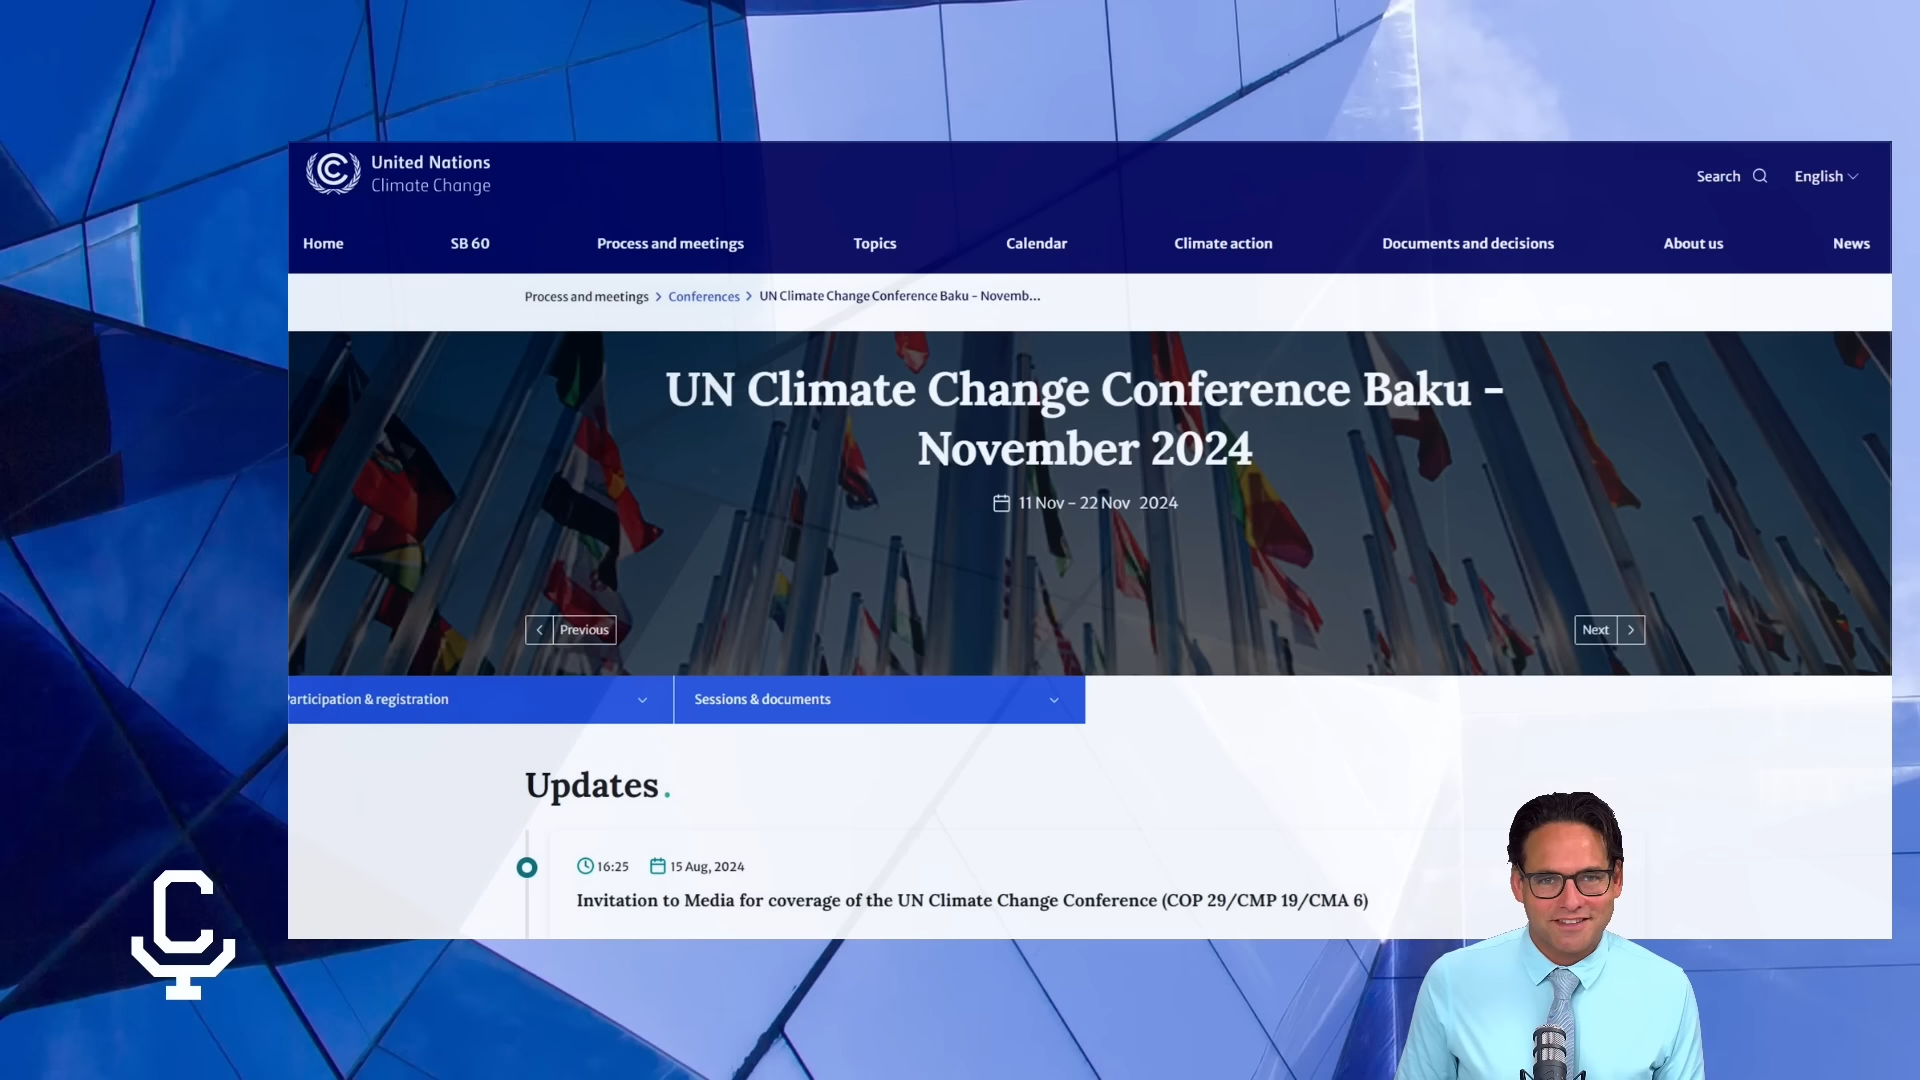 United Nations
Climate Change
Search
English
Home
SB 60
Process and meetings
Topics
Calendar
Climate action
Documents and decisions
About us
News
Process and meetings > Conferences > UN Climate Change Conference Baku - Novemb...
UN Climate Change Conference Baku -
November 2024
11 Nov - 22 Nov 2024
Previous
Next
articipation & registration
Sessions & documents
Updates.
16:25
15 Aug, 2024
Invitation to Media for coverage of the UN Climate Change Conference (COP 29/CMP 19/CMA 6)